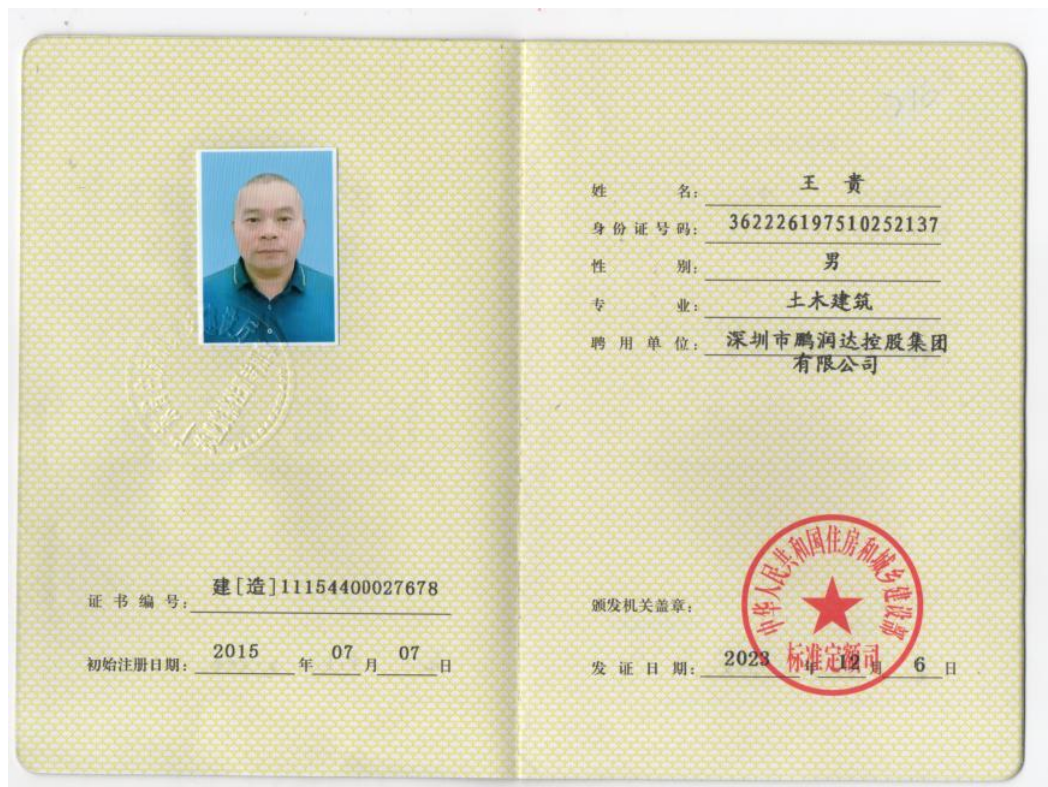 证书编号：建[造]11154400027678
初始注册日期：2015年07月07日
姓名：王贵
身份证号码：362226197510252137
性别：男
专业：土木建筑
聘用单位：深圳市鹏润达控股集团
有限公司
颁发机关盖章：
中华人民共和国住房和城乡建设部
标准定额司
发证日期：2023年12月6日